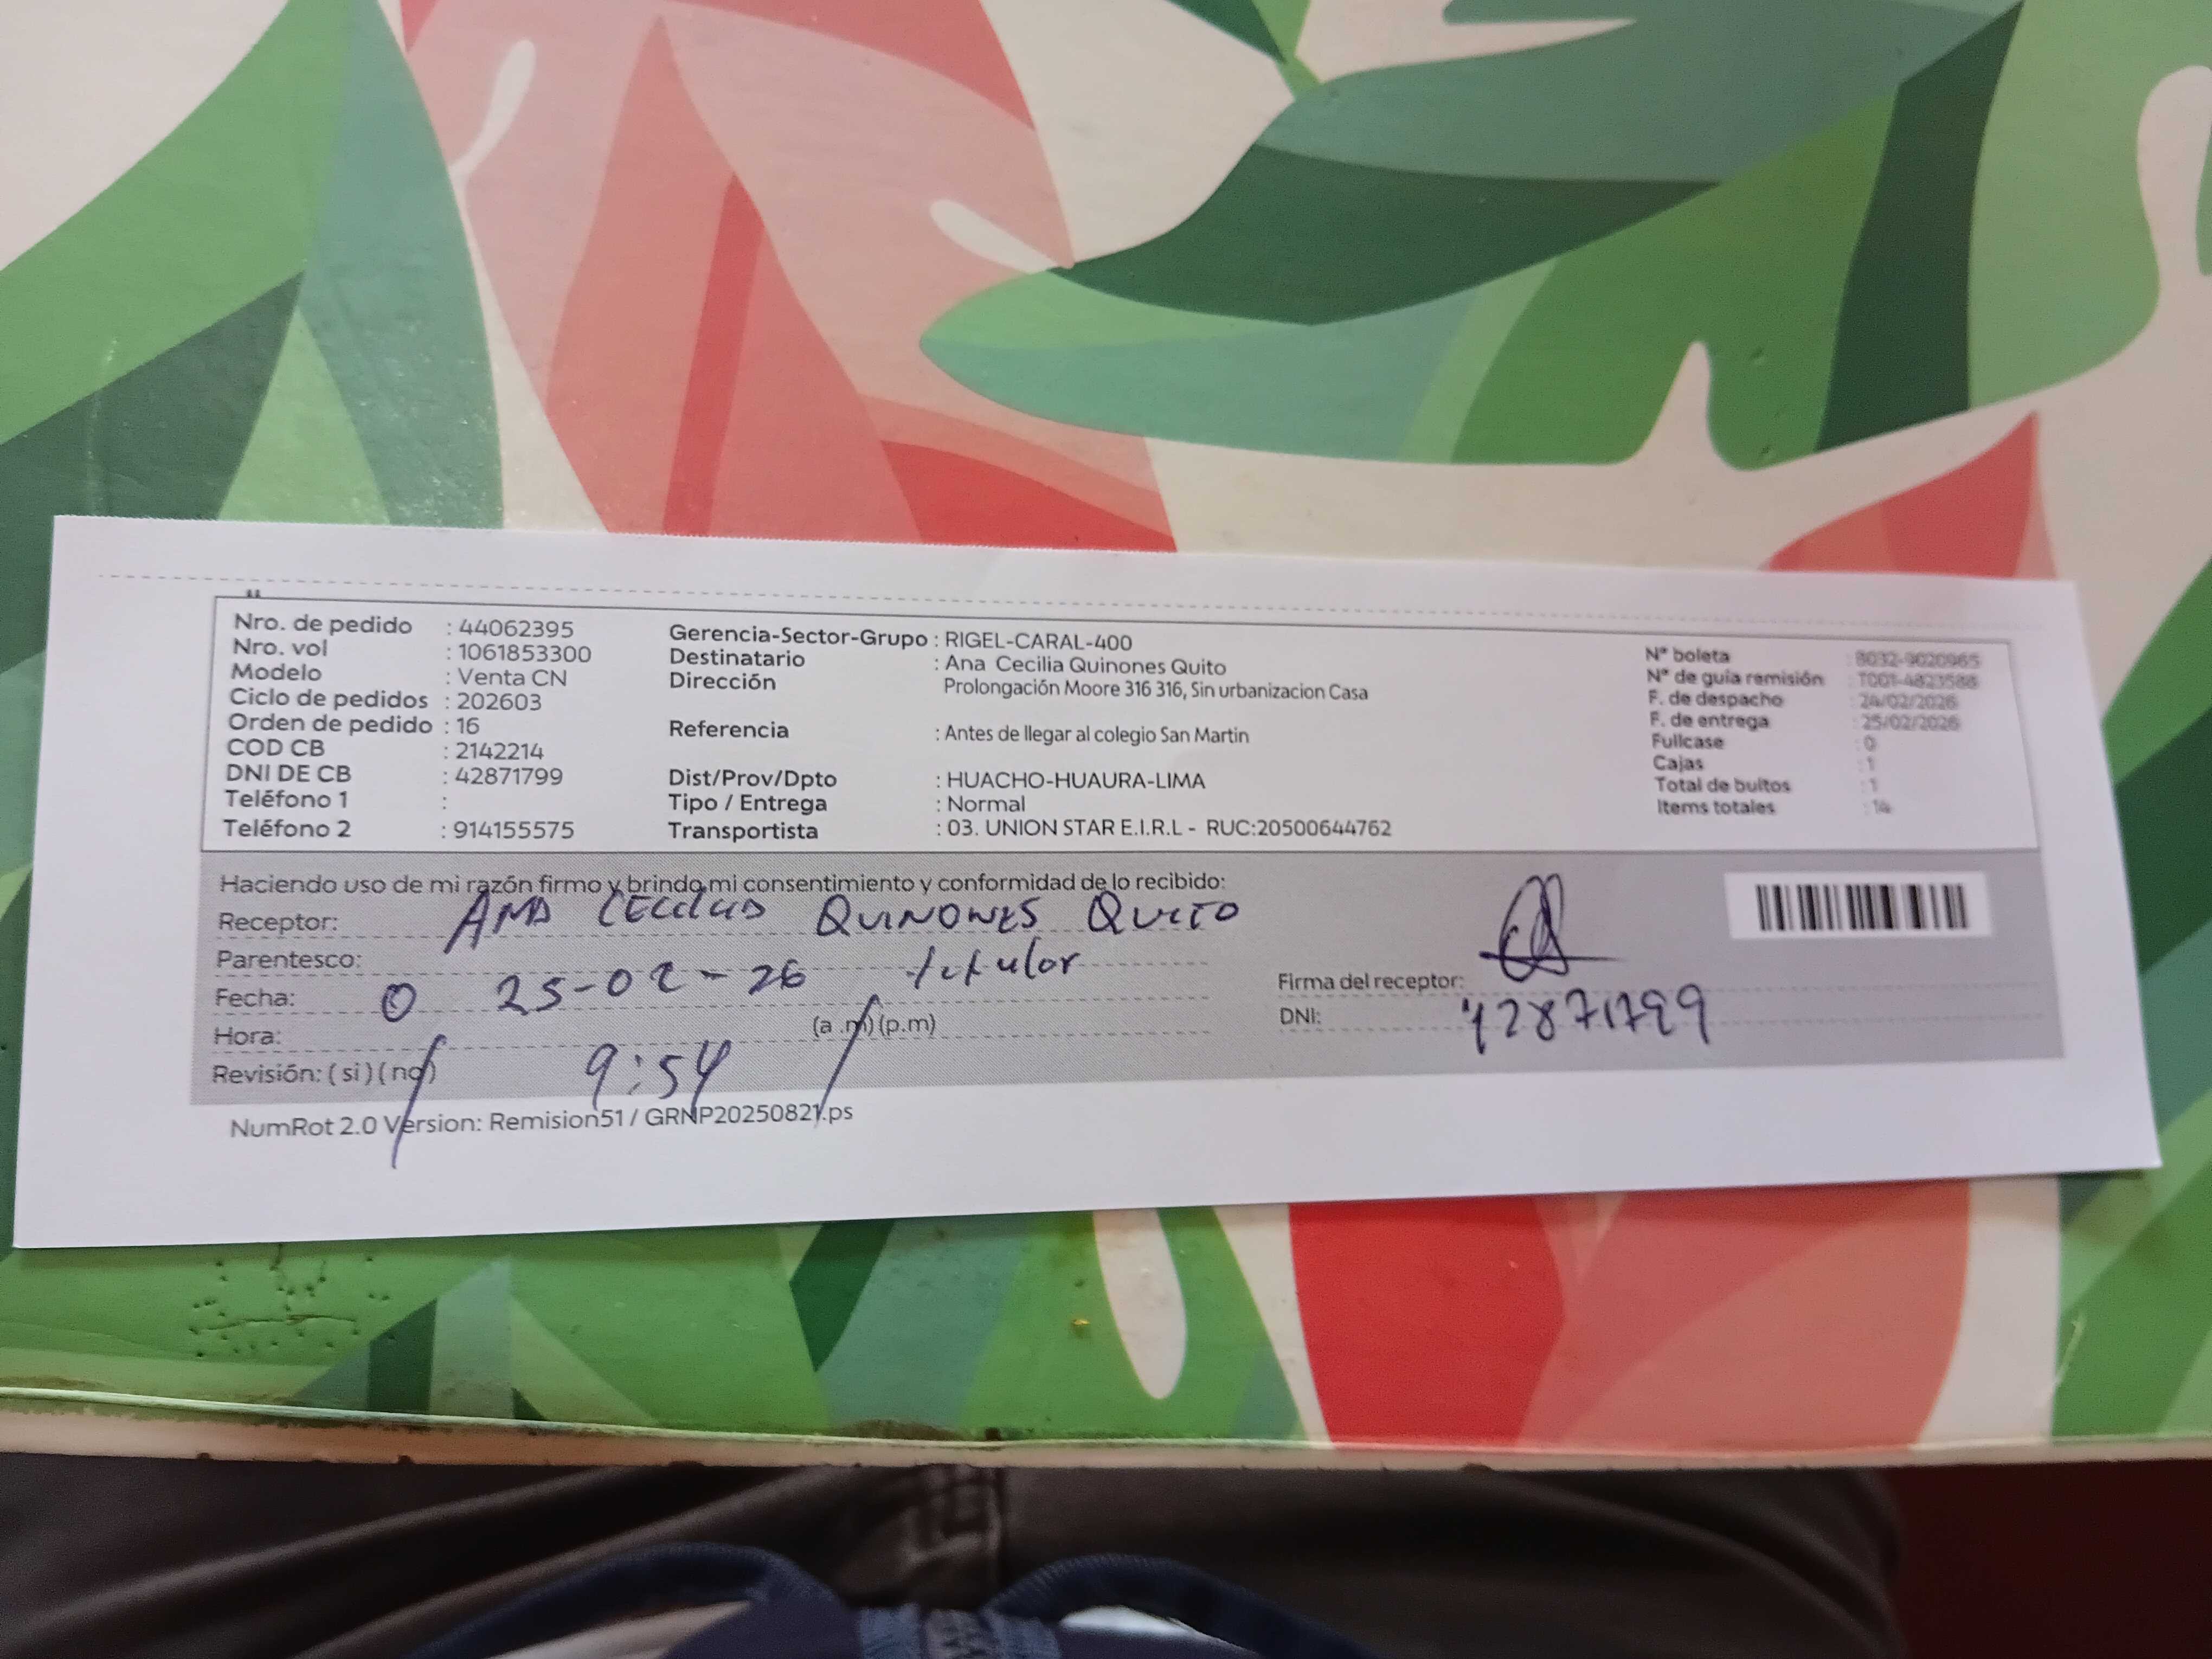 Nro. de pedido : 44062395
Nro. vol : 1061853300
Modelo : Venta CN
Ciclo de pedidos : 202603
Orden de pedido : 16
COD CB : 2142214
DNI DE CB : 42871799
Teléfono 1 :
Teléfono 2 : 914155575
Gerencia-Sector-Grupo : RIGEL-CARAL-400
Destinatario : Ana Cecilia Quinones Quito
Dirección Prolongación Moore 316 316, Sin urbanizacion Casa
Referencia : Antes de llegar al colegio San Martin
Dist/Prov/Dpto : HUACHO-HUAURA-LIMA
Tipo / Entrega : Normal
Transportista : 03. UNION STAR E.I.R.L - RUC:20500644762
N° boleta
N° de guía remisión
F. de despacho : 24/02/2026
F. de entrega : 25/02/2026
Fullcase : 0
Cajas : 1
Total de bultos : 1
Items totales
Haciendo uso de mi razón firmo y brindo mi consentimiento y conformidad de lo recibido:
Receptor: ANA CECILIA QUINONES QUITO
Parentesco: titular
Fecha: 25-02-26
Hora: 9:54 (a .m) (p.m)
Revisión: ( si ) ( no )
Firma del receptor:
DNI: 42871799
NumRot 2.0 Version: Remision51 / GRNP20250821.ps